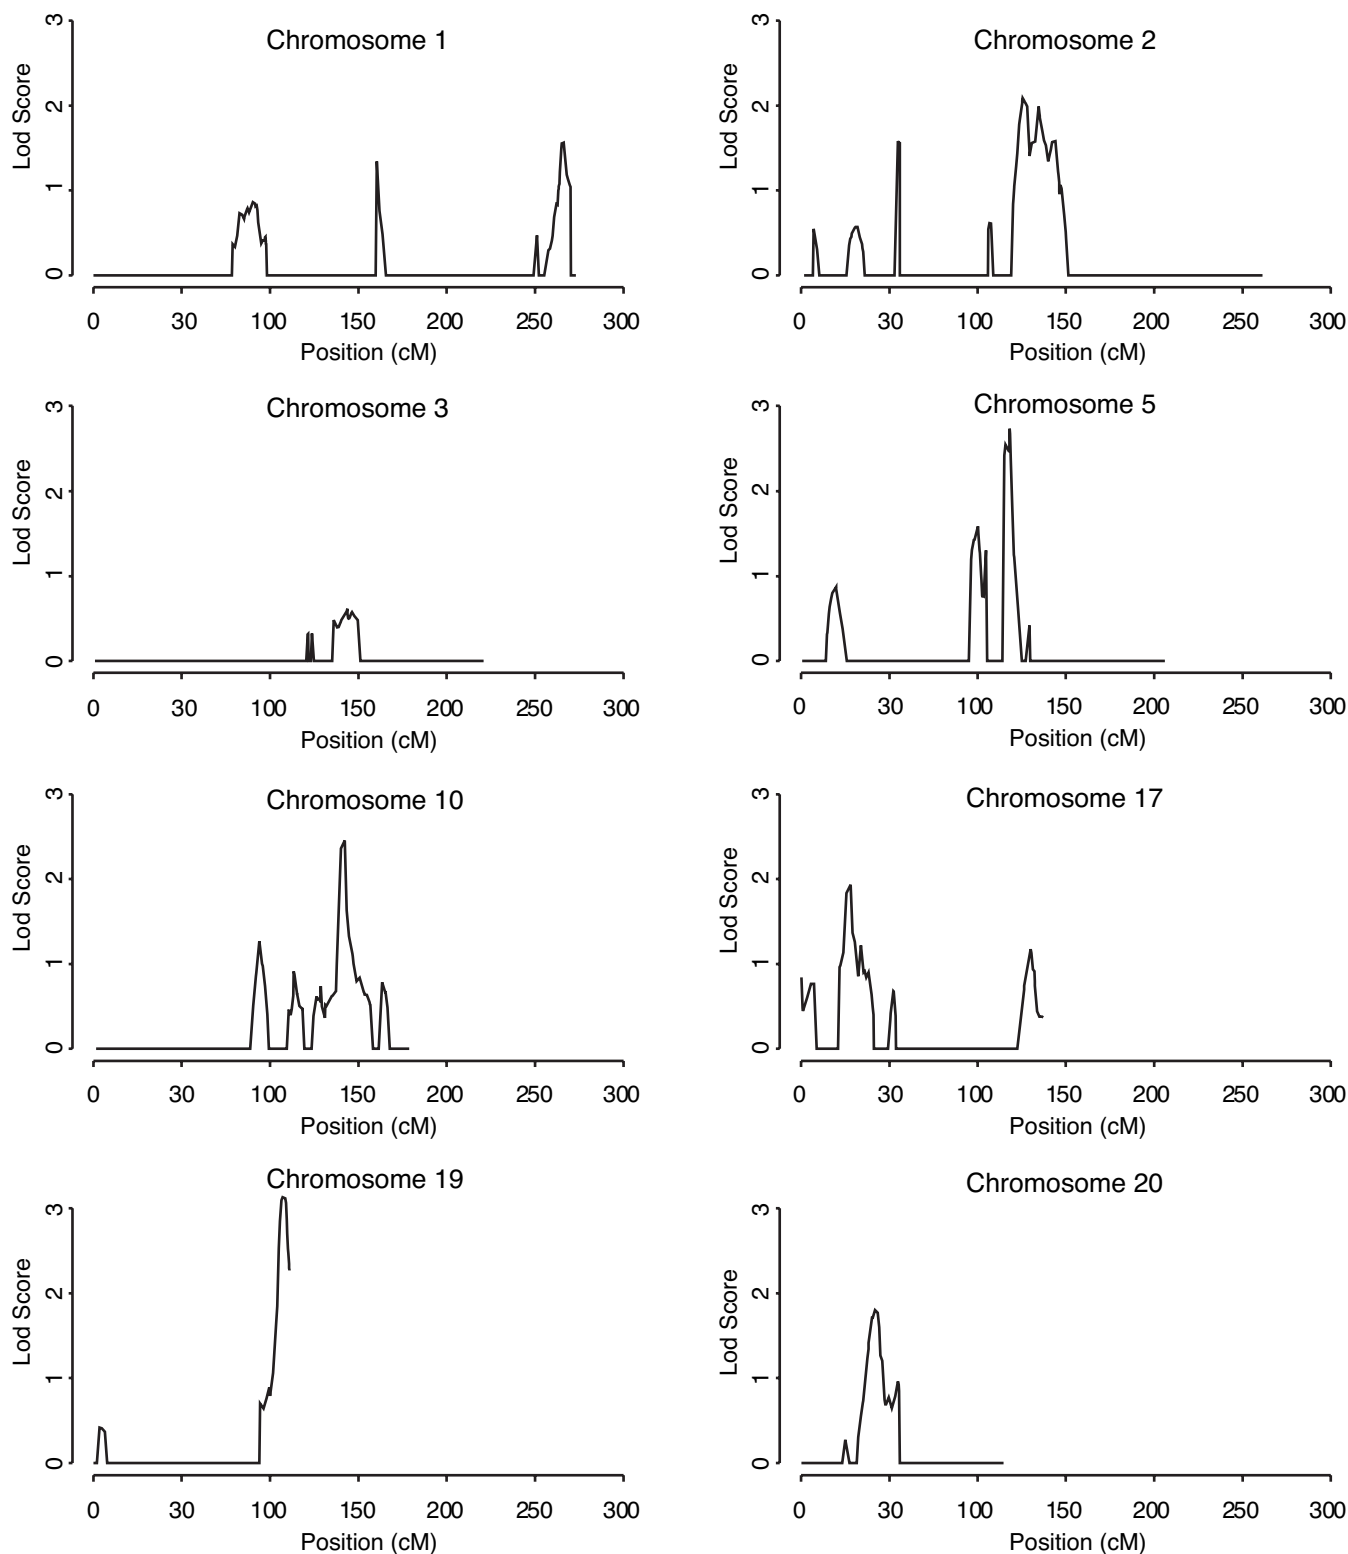 Chromosome 1
3
2
1
0
Lod Score
0 30 100 150 200 250 300
Position (cM)
Chromosome 2
3
2
1
0
Lod Score
0 30 100 150 200 250 300
Position (cM)
Chromosome 3
3
2
1
0
Lod Score
0 30 100 150 200 250 300
Position (cM)
Chromosome 5
3
2
1
0
Lod Score
0 30 100 150 200 250 300
Position (cM)
Chromosome 10
3
2
1
0
Lod Score
0 30 100 150 200 250 300
Position (cM)
Chromosome 17
3
2
1
0
Lod Score
0 30 100 150 200 250 300
Position (cM)
Chromosome 19
3
2
1
0
Lod Score
0 30 100 150 200 250 300
Position (cM)
Chromosome 20
3
2
1
0
Lod Score
0 30 100 150 200 250 300
Position (cM)